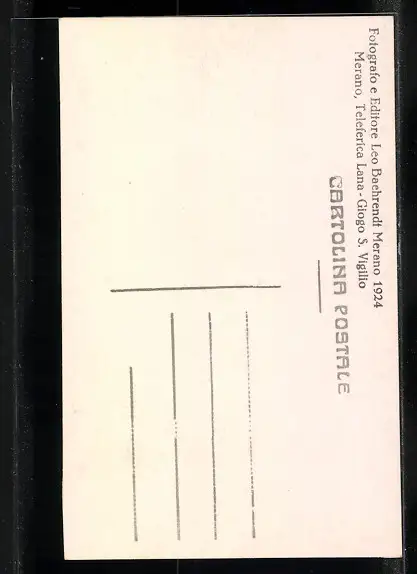 Fotografo e Editore Leo Baehrendt Merano 1924
Merano, Teleferica Lana - Giogo S. Vigilio
CARTOLINA POSTALE